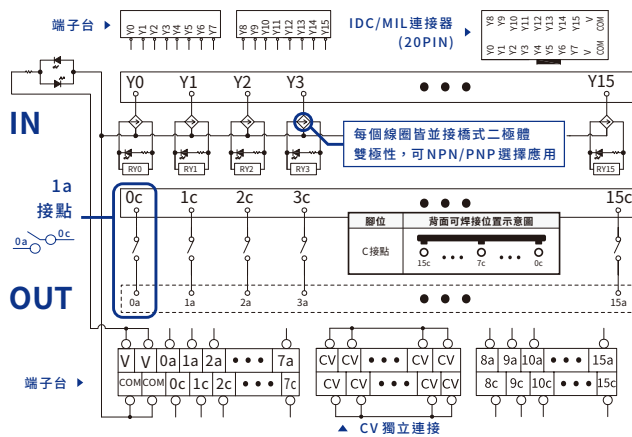 端子台
Y0 Y1 Y2 Y3 Y4 Y5 Y6 Y7
Y8 Y9 Y10 Y11 Y12 Y13 Y14 Y15
IDC/MIL連接器
(20PIN)
Y8 Y9 Y10 Y11 Y12 Y13 Y14 Y15 V COM
Y0 Y1 Y2 Y3 Y4 Y5 Y6 Y7 V COM
IN
Y0 Y1 Y2 Y3 Y15
每個線圈皆並接橋式二極體
雙極性，可NPN/PNP選擇應用
RY0 RY1 RY2 RY3 RY15
1a
接點
0a 0c
0c 1c 2c 3c 15c
腳位 背面可焊接位置示意圖
C接點
15c 7c 0c
OUT
0a 1a 2a 3a 15a
端子台
V V 0a 1a 2a 7a
COM COM 0c 1c 2c 7c
CV CV CV CV
CV CV CV CV
8a 9a 10a 15a
8c 9c 10c 15c
CV 獨立連接